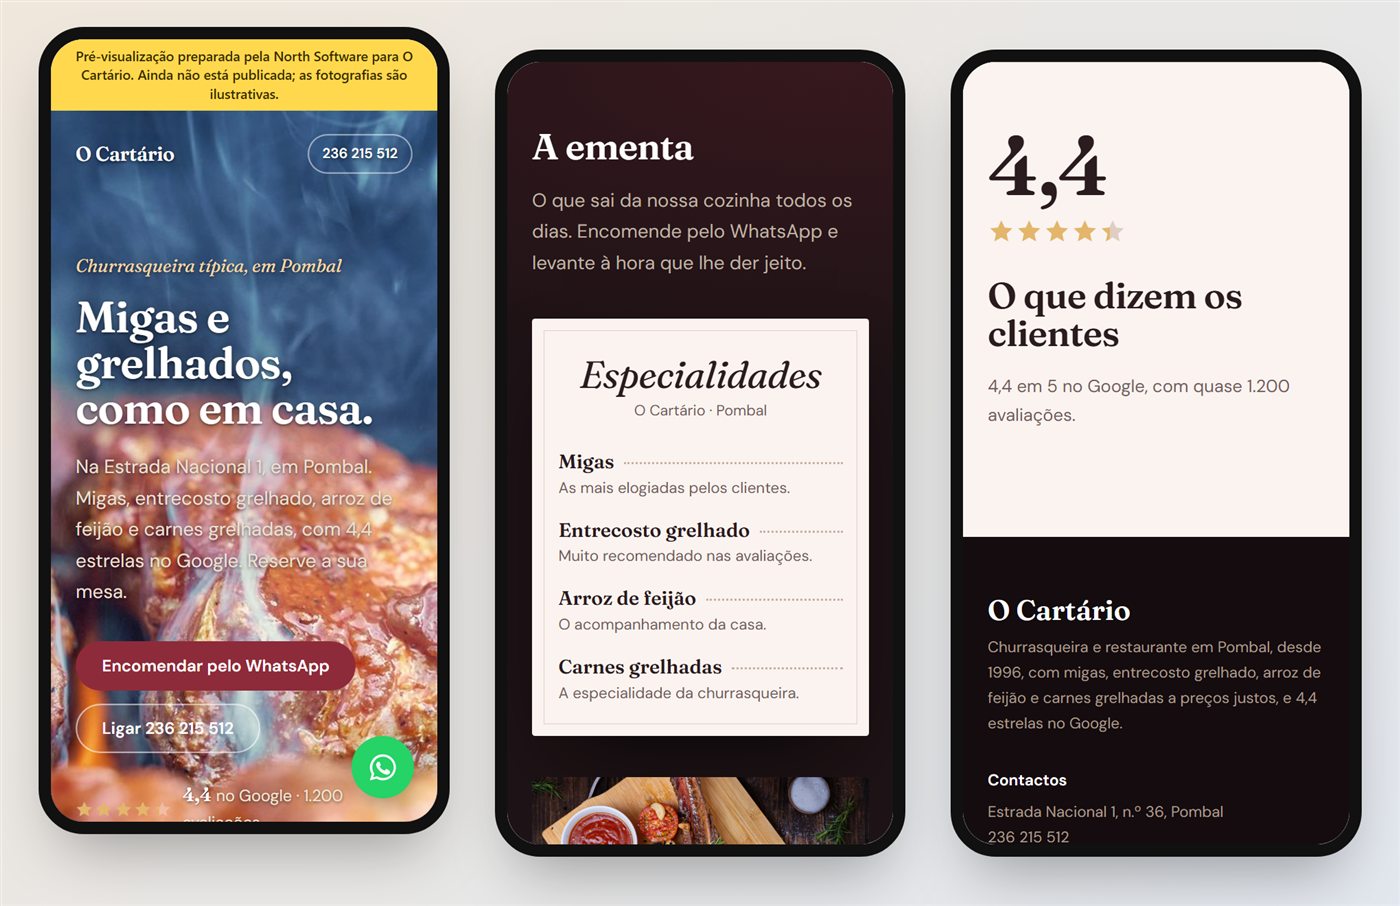 Pré-visualização preparada pela North Software para O
Cartário. Ainda não está publicada; as fotografias são
ilustrativas.
O Cartário
236 215 512
Churrasqueira típica, em Pombal
Migas e
grelhados,
como em casa.
Na Estrada Nacional 1, em Pombal.
Migas, entrecosto grelhado, arroz de
feijão e carnes grelhadas, com 4,4
estrelas no Google. Reserve a sua
mesa.
Encomendar pelo WhatsApp
Ligar 236 215 512
4,4 no Google · 1.200
avaliações
A ementa
O que sai da nossa cozinha todos os
dias. Encomende pelo WhatsApp e
levante à hora que lhe der jeito.
Especialidades
O Cartário · Pombal
Migas
As mais elogiadas pelos clientes.
Entrecosto grelhado
Muito recomendado nas avaliações.
Arroz de feijão
O acompanhamento da casa.
Carnes grelhadas
A especialidade da churrasqueira.
4,4
O que dizem os
clientes
4,4 em 5 no Google, com quase 1.200
avaliações.
O Cartário
Churrasqueira e restaurante em Pombal, desde
1996, com migas, entrecosto grelhado, arroz de
feijão e carnes grelhadas a preços justos, e 4,4
estrelas no Google.
Contactos
Estrada Nacional 1, n.º 36, Pombal
236 215 512